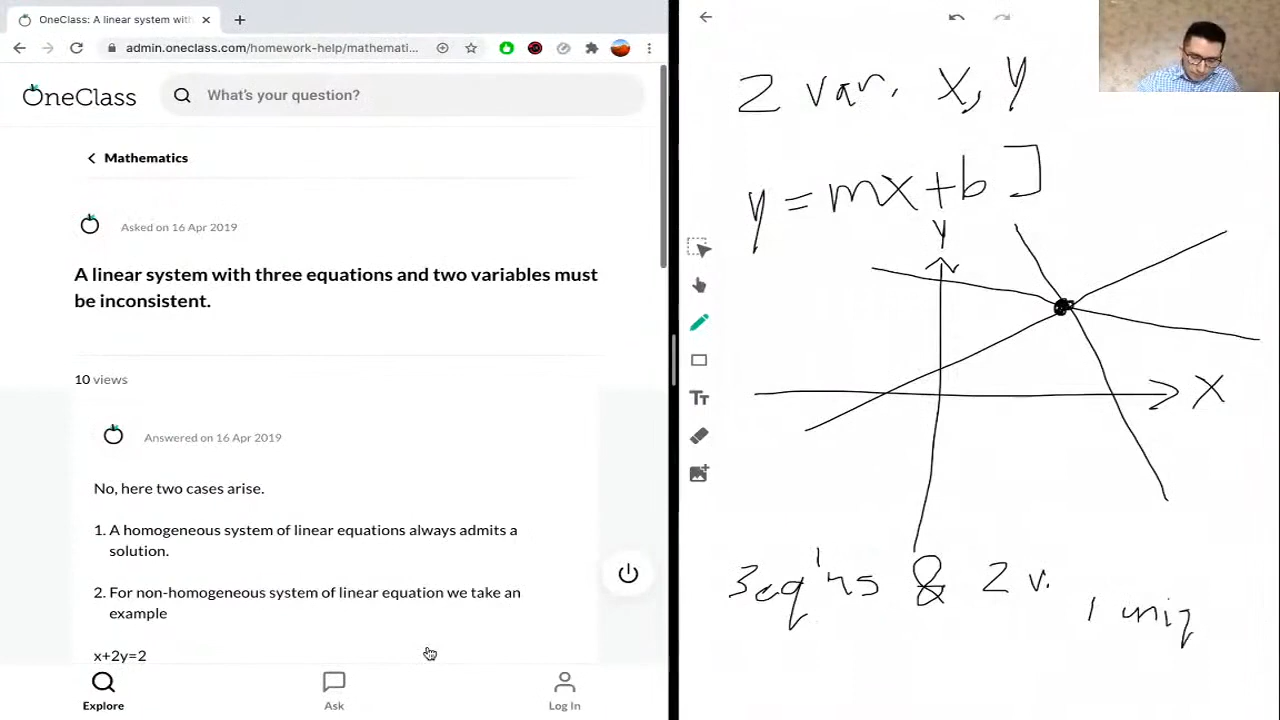 OneClass: A linear system with
admin.oneclass.com/homework-help/mathemati...
OneClass
What's your question?
Mathematics
Asked on 16 Apr 2019
A linear system with three equations and two variables must
be inconsistent.
10 views
Answered on 16 Apr 2019
No, here two cases arise.
1. A homogeneous system of linear equations always admits a
solution.
2. For non-homogeneous system of linear equation we take an
example
x+2y=2
Explore
Ask
Log In
2 var. x, y
y = mx+b ]
y
x
Tт
3eq'ns & 2 v.
1 uniq